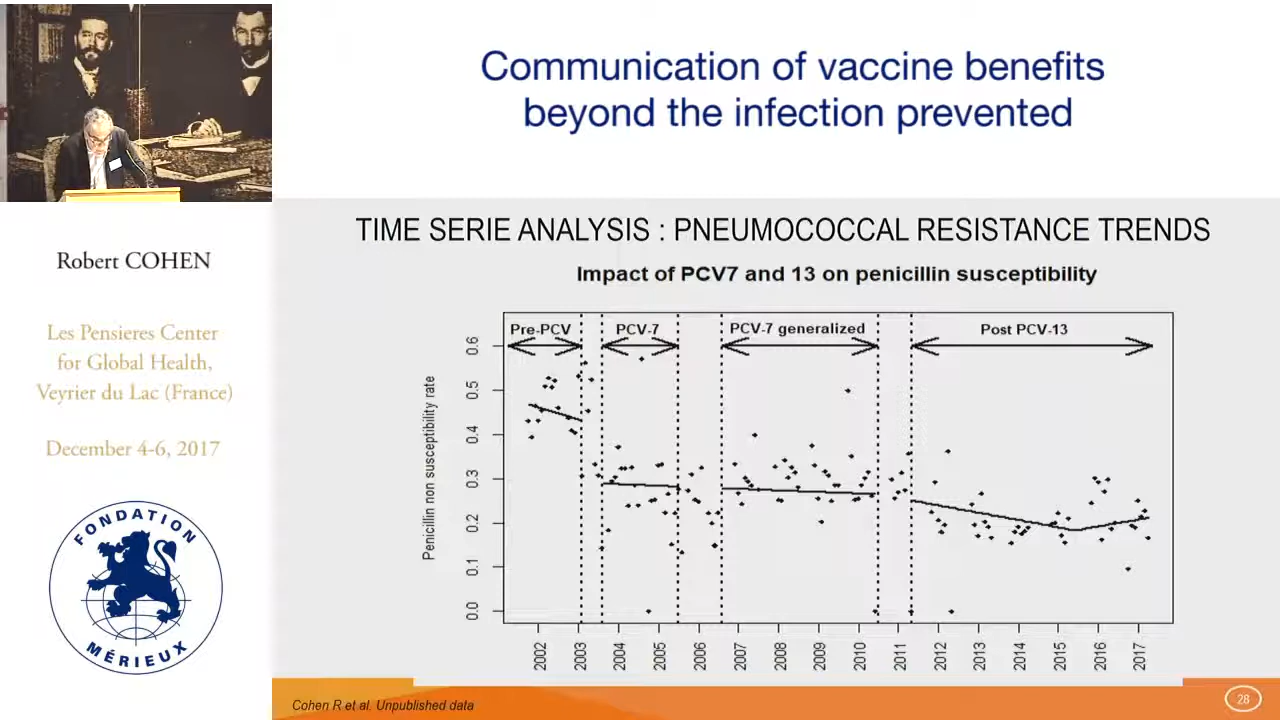 Communication of vaccine benefits
beyond the infection prevented
Robert COHEN
Les Pensieres Center
for Global Health,
Veyrier du Lac (France)
December 4-6, 2017
FONDATION
MÉRIEUX
TIME SERIE ANALYSIS : PNEUMOCOCCAL RESISTANCE TRENDS
Impact of PCV7 and 13 on penicillin susceptibility
Pre-PCV
PCV-7
PCV-7 generalized
Post PCV-13
Penicillin non susceptibility rate
0.6
0.5
0.4
0.3
0.2
0.1
0.0
2002 2003 2004 2005 2006 2007 2008 2009 2010 2011 2012 2013 2014 2015 2016 2017
Cohen R et al. Unpublished data
28